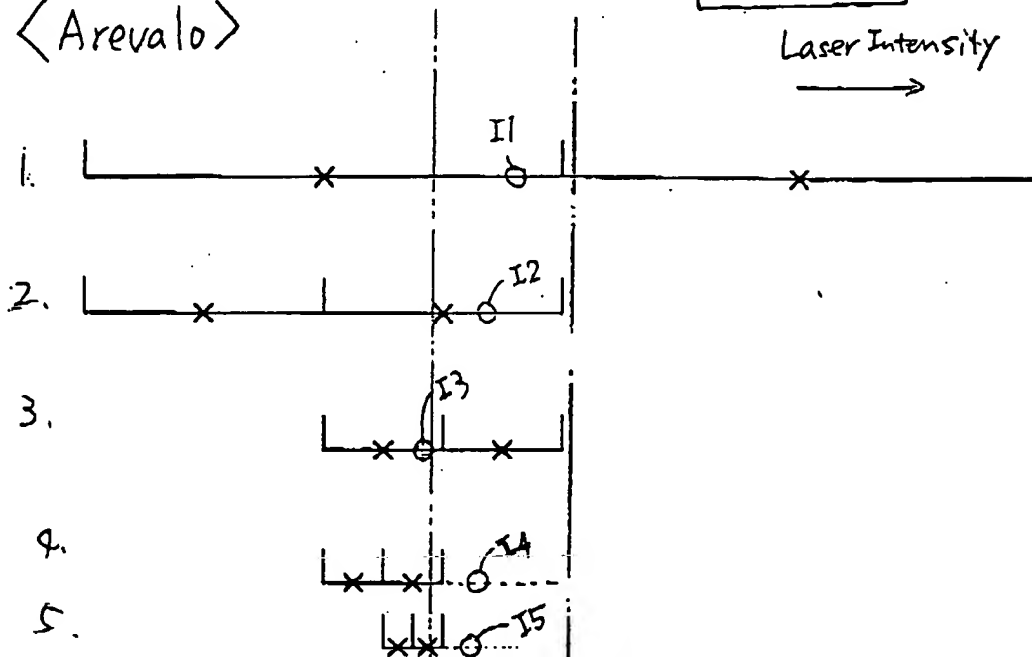 <Arevalo>
Laser Intensity
1.
I1
2.
I2
3.
I3
4.
I4
5.
I5